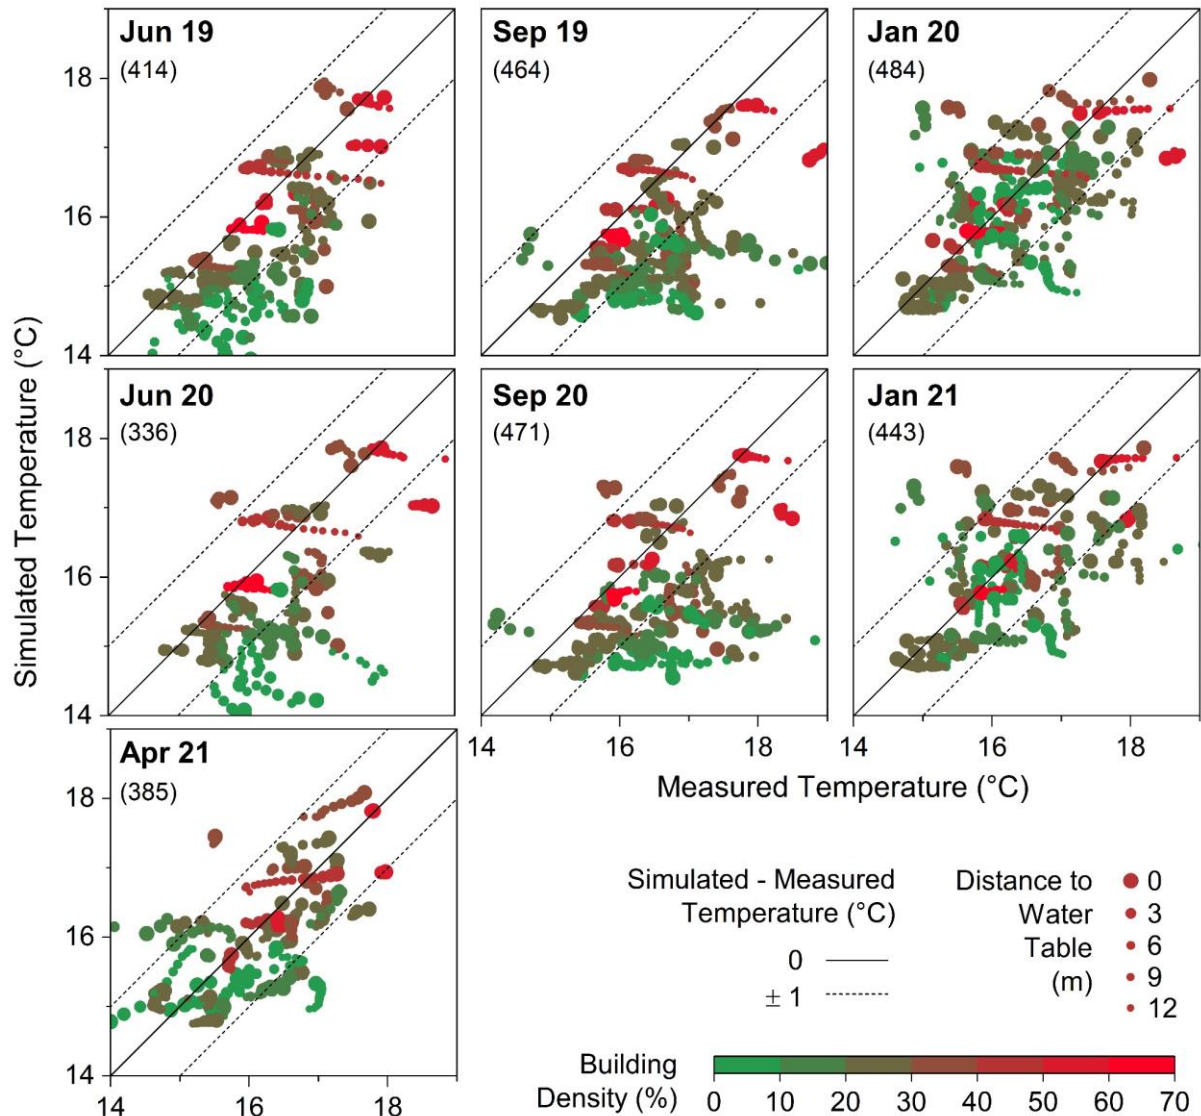 Jun 19
(414)
Sep 19
(464)
Jan 20
(484)
18
16
14
Jun 20
(336)
Sep 20
(471)
Jan 21
(443)
18
16
14
14 16 18
14 16 18
Apr 21
(385)
18
16
14
14 16 18
Simulated Temperature (°C)
Measured Temperature (°C)
Simulated - Measured
Temperature (°C)
0
± 1
Distance to
Water
Table
(m)
0
3
6
9
12
Building
Density (%)
0 10 20 30 40 50 60 70